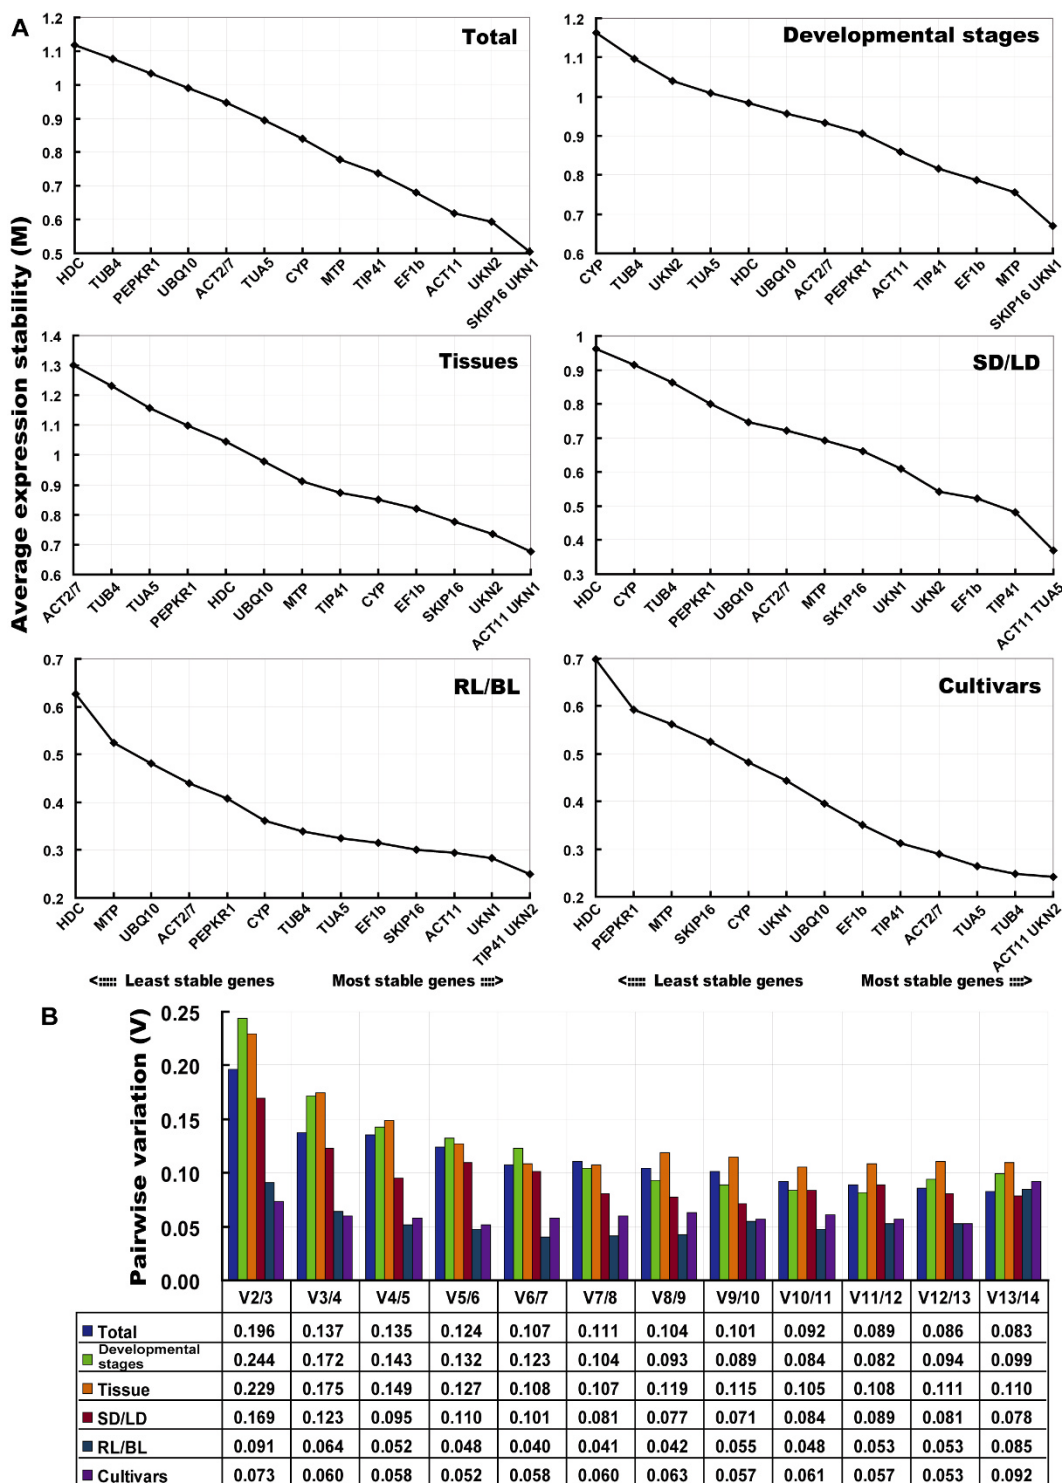 A
Average expression stability (M)
Total
1.2
1.1
1
0.9
0.8
0.7
0.6
0.5
HDC TUB4 PEPKR1 UBQ10 ACT2/7 TUA5 CYP MTP TIP41 EF1b ACT11 UKN2 SKIP16 UKN1
Developmental stages
1.2
1.1
1
0.9
0.8
0.7
0.6
CYP TUB4 UKN2 TUA5 HDC UBQ10 ACT2/7 PEPKR1 ACT11 TIP41 EF1b MTP SKIP16 UKN1
Tissues
1.4
1.3
1.2
1.1
1
0.9
0.8
0.7
0.6
ACT2/7 TUB4 TUA5 PEPKR1 HDC UBQ10 MTP TIP41 CYP EF1b SKIP16 UKN2 ACT11 UKN1
SD/LD
1
0.9
0.8
0.7
0.6
0.5
0.4
0.3
HDC CYP TUB4 PEPKR1 UBQ10 ACT2/7 MTP SK1P16 UKN1 UKN2 EF1b TIP41 ACT11 TUA5
RL/BL
0.7
0.6
0.5
0.4
0.3
0.2
HDC MTP UBQ10 ACT2/7 PEPKR1 CYP TUB4 TUA5 EF1b SKIP16 ACT11 UKN1 TIP41 UKN2
Cultivars
0.7
0.6
0.5
0.4
0.3
0.2
HDC PEPKR1 MTP SKIP16 CYP UKN1 UBQ10 EF1b TIP41 ACT2/7 TUA5 TUB4 ACT11 UKN2
<::::: Least stable genes Most stable genes ::::> <::::: Least stable genes Most stable genes ::::>
B
Pairwise variation (V)
0.25
0.20
0.15
0.10
0.05
0.00
V2/3 V3/4 V4/5 V5/6 V6/7 V7/8 V8/9 V9/10 V10/11 V11/12 V12/13 V13/14
Total 0.196 0.137 0.135 0.124 0.107 0.111 0.104 0.101 0.092 0.089 0.086 0.083
Developmental
stages 0.244 0.172 0.143 0.132 0.123 0.104 0.093 0.089 0.084 0.082 0.094 0.099
Tissue 0.229 0.175 0.149 0.127 0.108 0.107 0.119 0.115 0.105 0.108 0.111 0.110
SD/LD 0.169 0.123 0.095 0.110 0.101 0.081 0.077 0.071 0.084 0.089 0.081 0.078
RL/BL 0.091 0.064 0.052 0.048 0.040 0.041 0.042 0.055 0.048 0.053 0.053 0.085
Cultivars 0.073 0.060 0.058 0.052 0.058 0.060 0.063 0.057 0.061 0.057 0.053 0.092